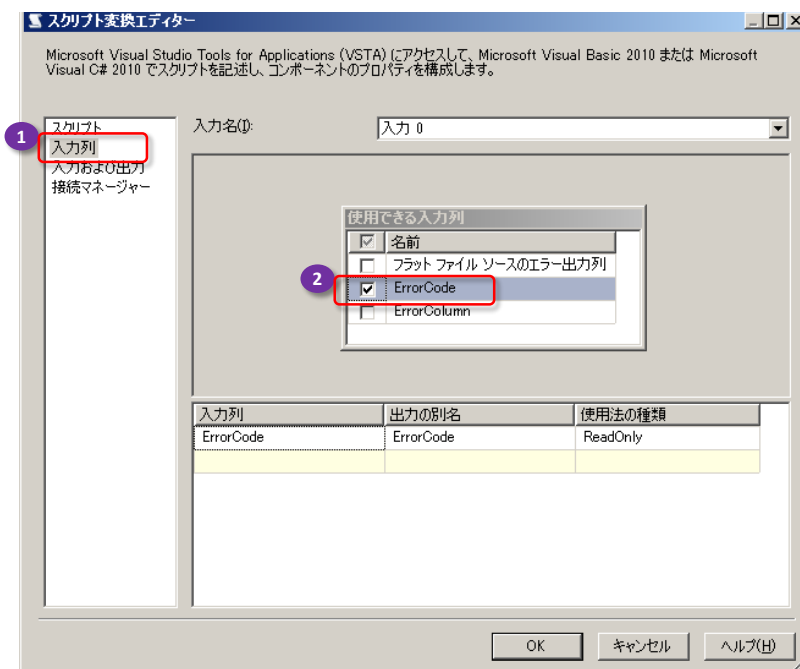 スクリプト変換エディター
Microsoft Visual Studio Tools for Applications (VSTA) にアクセスして、Microsoft Visual Basic 2010 または Microsoft
Visual C# 2010 でスクリプトを記述し、コンポーネントのプロパティを構成します。
スクリプト
1
入力列
入力および出力
接続マネージャー
入力名(I):
入力 0
使用できる入力列
名前
フラット ファイル ソースのエラー出力列
2
ErrorCode
ErrorColumn
入力列 出力の別名 使用法の種類
ErrorCode ErrorCode ReadOnly
OK キャンセル ヘルプ(H)